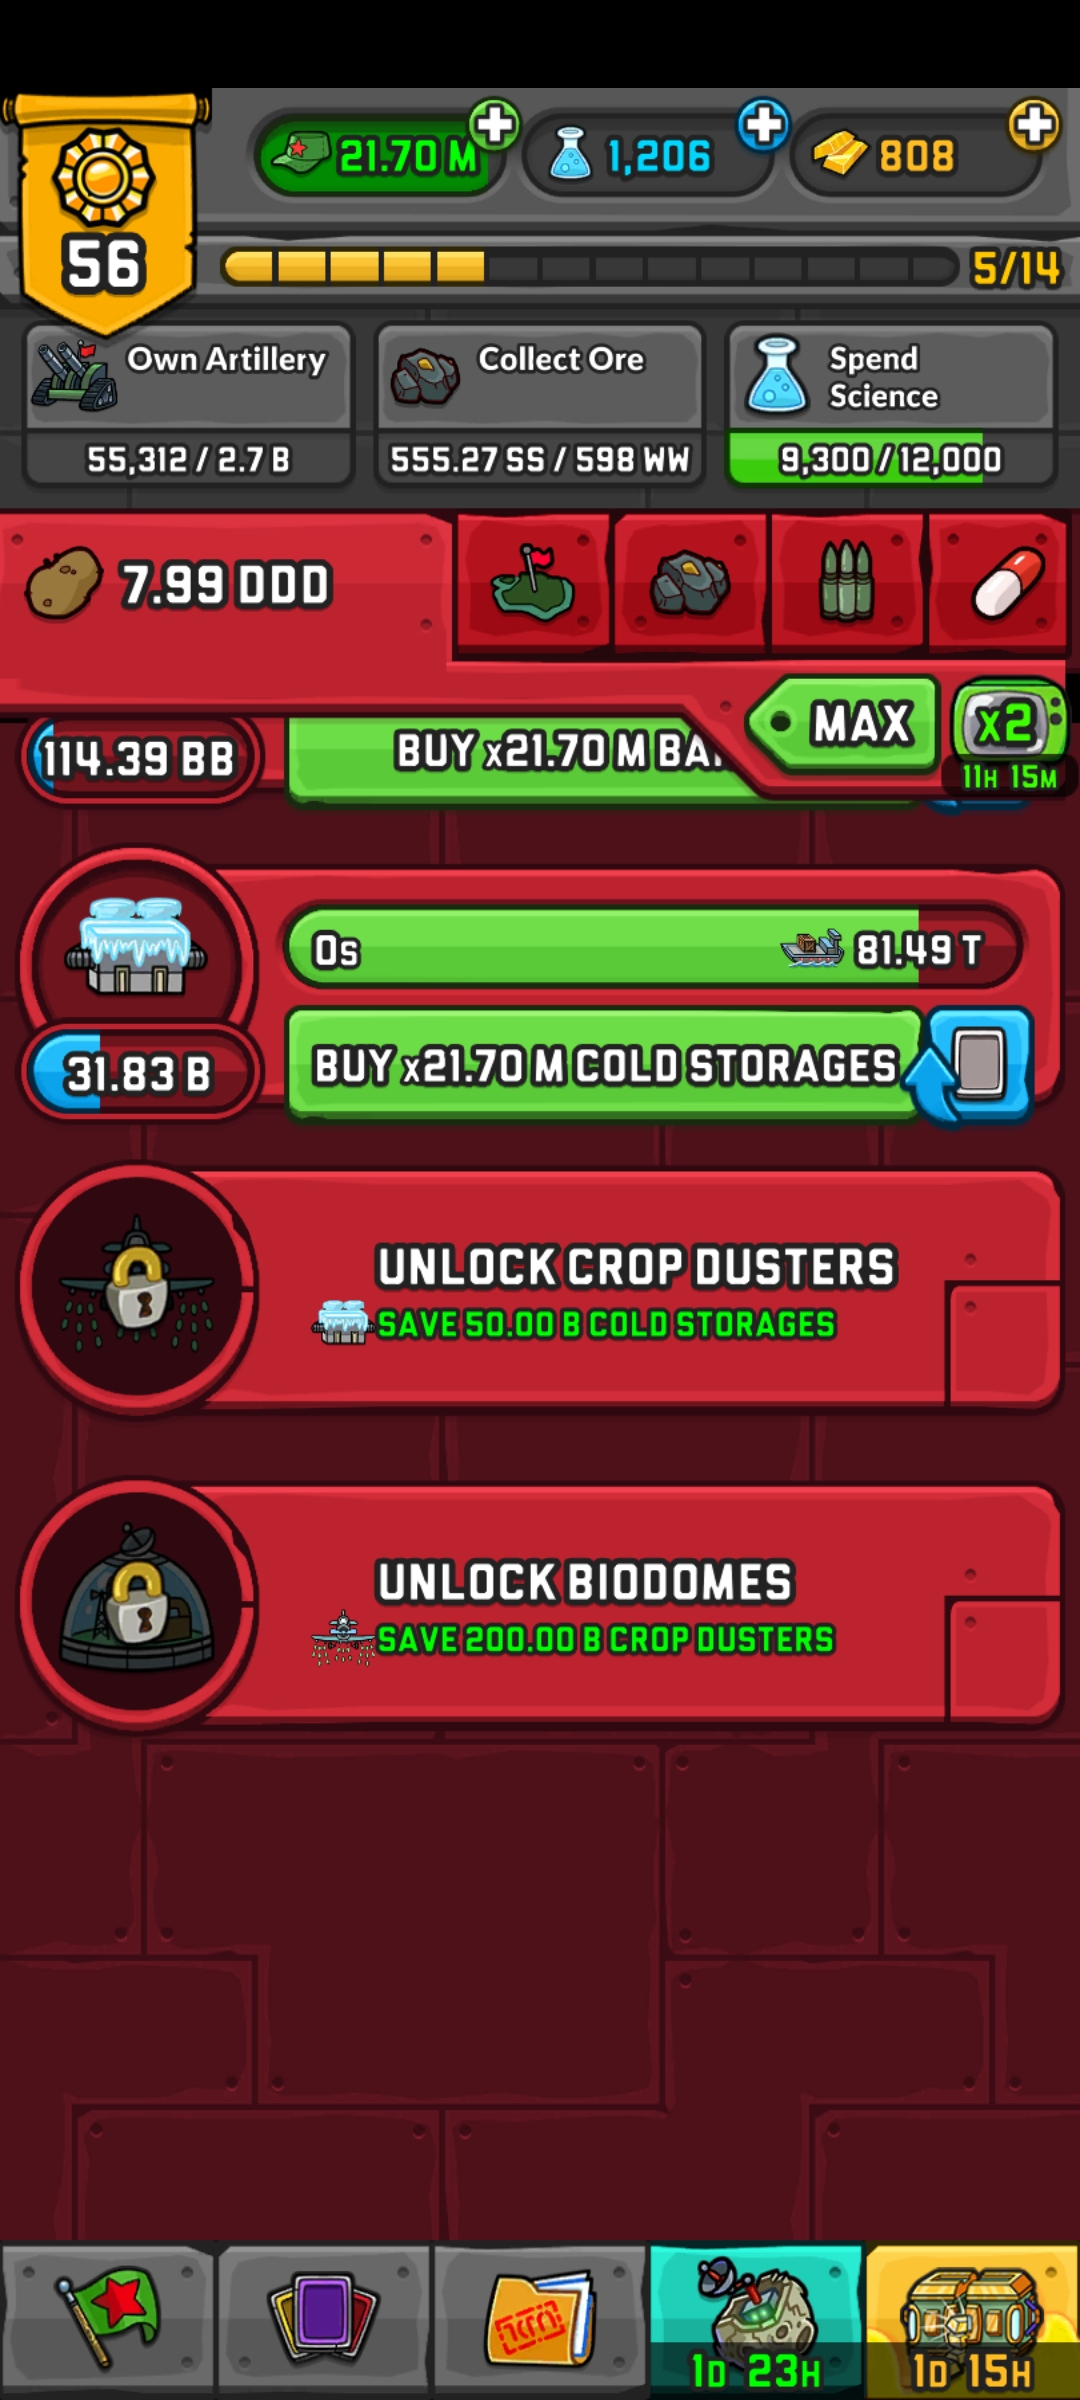 21.70 M
1,206
808
56
5/14
Own Artillery
55,312 / 2.7 B
Collect Ore
555.27 SS / 598 WW
Spend
Science
9,300 / 12,000
7.99 DDD
MAX
x2
11H 15M
114.39 BB
BUY x21.70 M BA
0s
81.49 T
31.83 B
BUY x21.70 M COLD STORAGES
UNLOCK CROP DUSTERS
SAVE 50.00 B COLD STORAGES
UNLOCK BIODOMES
SAVE 200.00 B CROP DUSTERS
1D 23H
1D 15H